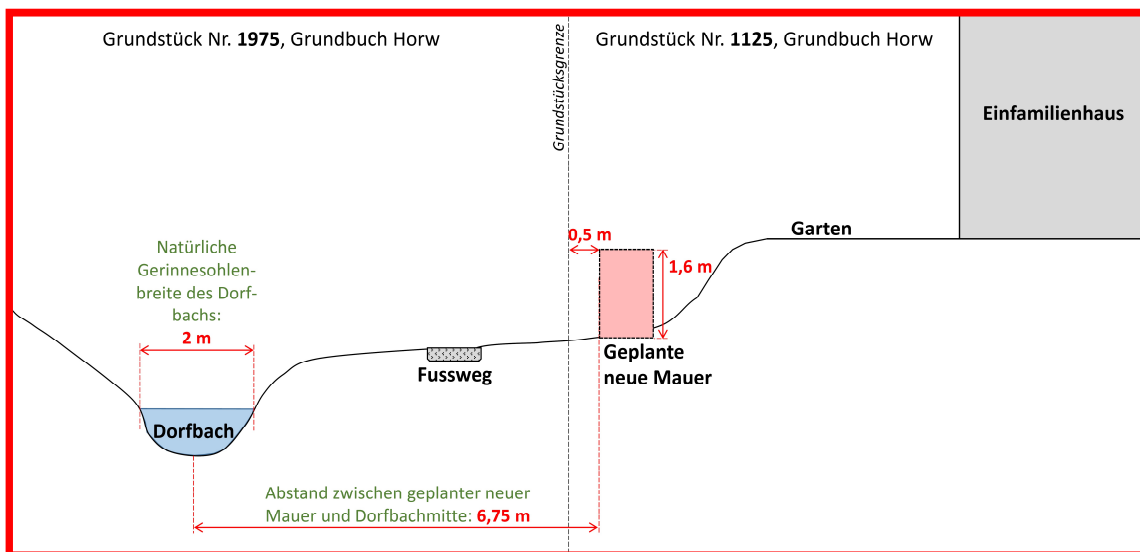 Grundstück Nr. 1975, Grundbuch Horw
Grundstücksgrenze
Grundstück Nr. 1125, Grundbuch Horw
Einfamilienhaus
Garten
0,5 m
1,6 m
Natürliche
Gerinnesohlen-
breite des Dorf-
bachs:
2 m
Geplante
neue Mauer
Fussweg
Dorfbach
Abstand zwischen geplanter neuer
Mauer und Dorfbachmitte: 6,75 m